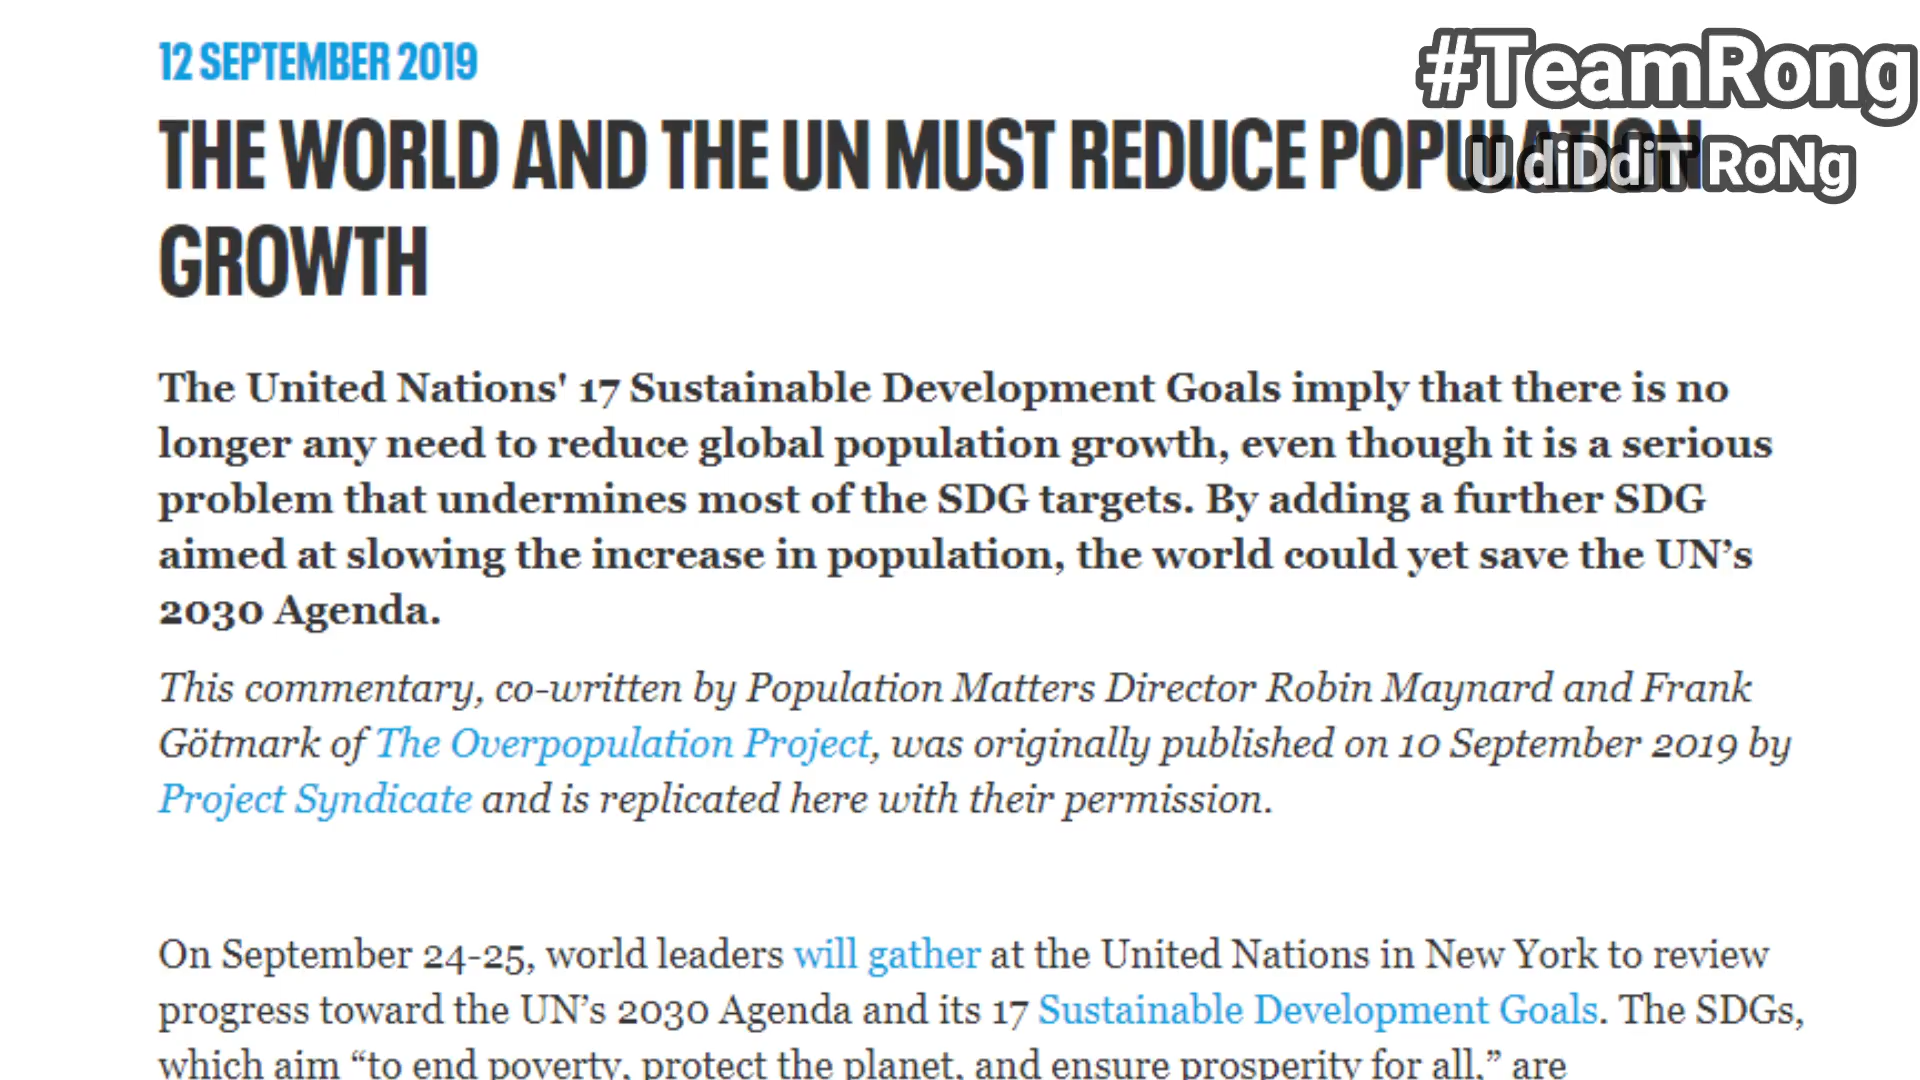 12 SEPTEMBER 2019
#TeamRong
THE WORLD AND THE UN MUST REDUCE POPULATION
U diDdiT RoNg
GROWTH
The United Nations' 17 Sustainable Development Goals imply that there is no
longer any need to reduce global population growth, even though it is a serious
problem that undermines most of the SDG targets. By adding a further SDG
aimed at slowing the increase in population, the world could yet save the UN’s
2030 Agenda.
This commentary, co-written by Population Matters Director Robin Maynard and Frank
Götmark of The Overpopulation Project, was originally published on 10 September 2019 by
Project Syndicate and is replicated here with their permission.
On September 24-25, world leaders will gather at the United Nations in New York to review
progress toward the UN’s 2030 Agenda and its 17 Sustainable Development Goals. The SDGs,
which aim “to end poverty, protect the planet, and ensure prosperity for all,” are